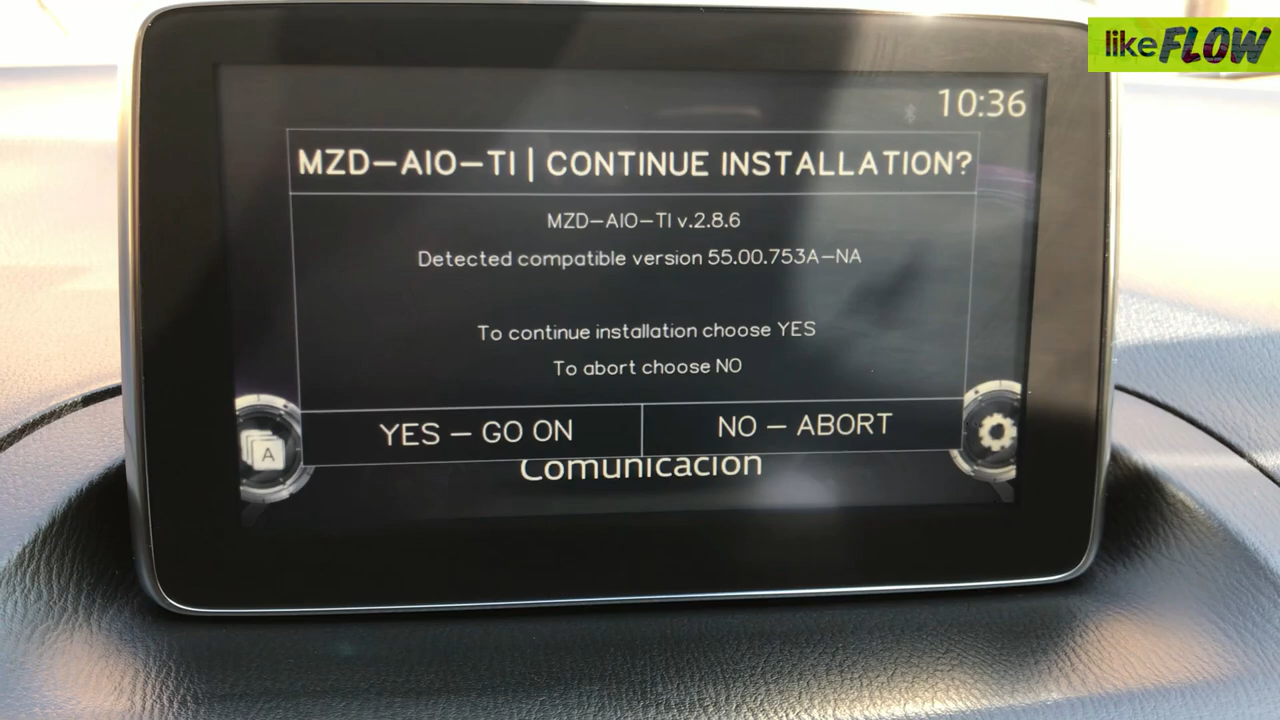 likeFLOW
10:36
MZD-AIO-TI | CONTINUE INSTALLATION?
MZD-AIO-TI v.2.8.6
Detected compatible version 55.00.753A-NA
To continue installation choose YES
To abort choose NO
YES - GO ON
NO - ABORT
A
Comunicación